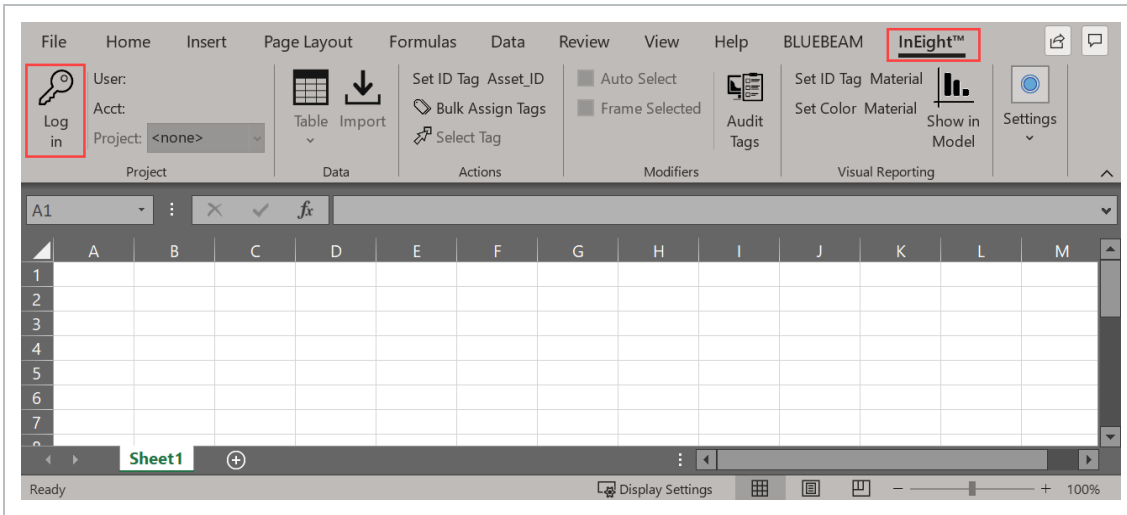 File Home Insert Page Layout Formulas Data Review View Help BLUEBEAM InEight™
Log in
User:
Acct:
Project: <none>
Project
Table Import
Data
Set ID Tag Asset_ID
Bulk Assign Tags
Select Tag
Actions
Auto Select
Frame Selected
Audit Tags
Modifiers
Set ID Tag Material
Set Color Material
Show in Model
Visual Reporting
Settings
A1 fx
A B C D E F G H I J K L M
1
2
3
4
5
6
7
Sheet1
Ready Display Settings 100%